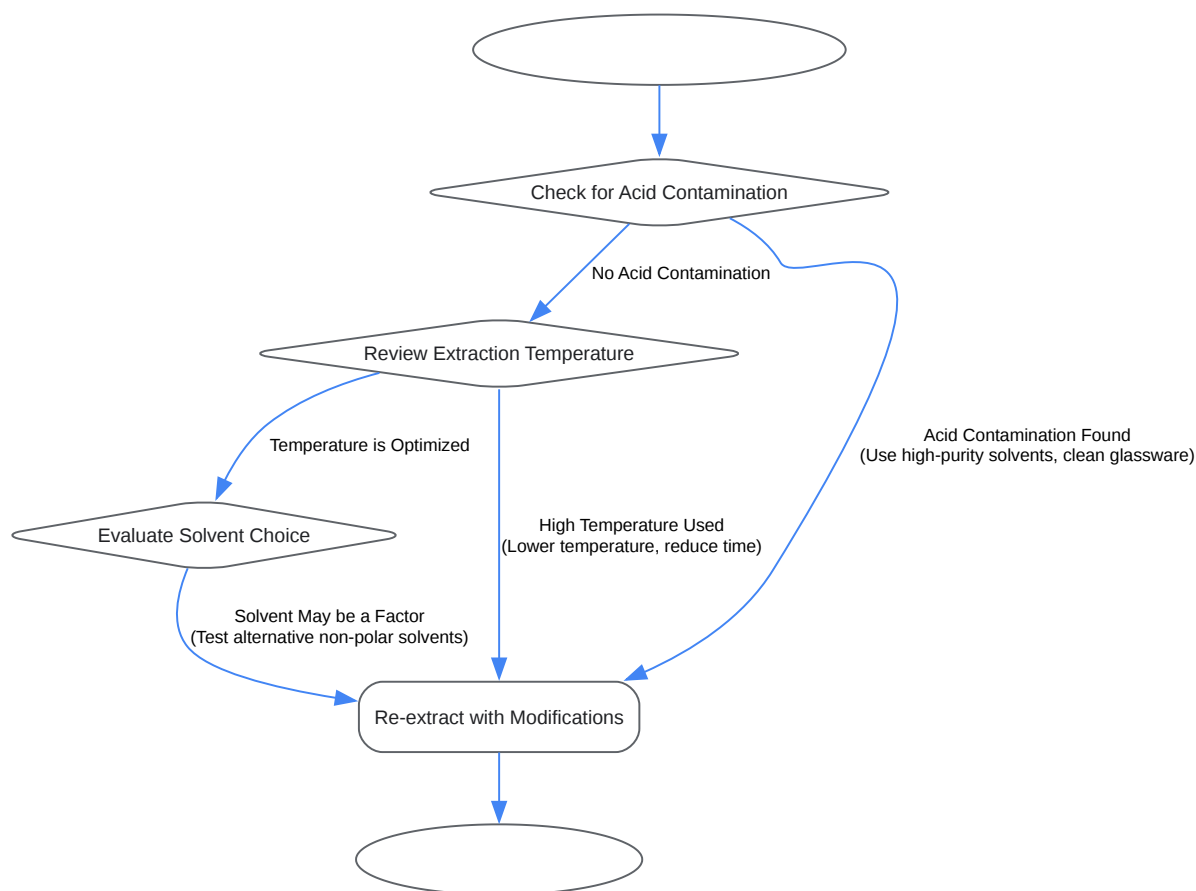 Check for Acid Contamination
No Acid Contamination
Review Extraction Temperature
Temperature is Optimized
Acid Contamination Found
(Use high-purity solvents, clean glassware)
High Temperature Used
(Lower temperature, reduce time)
Evaluate Solvent Choice
Solvent May be a Factor
(Test alternative non-polar solvents)
Re-extract with Modifications